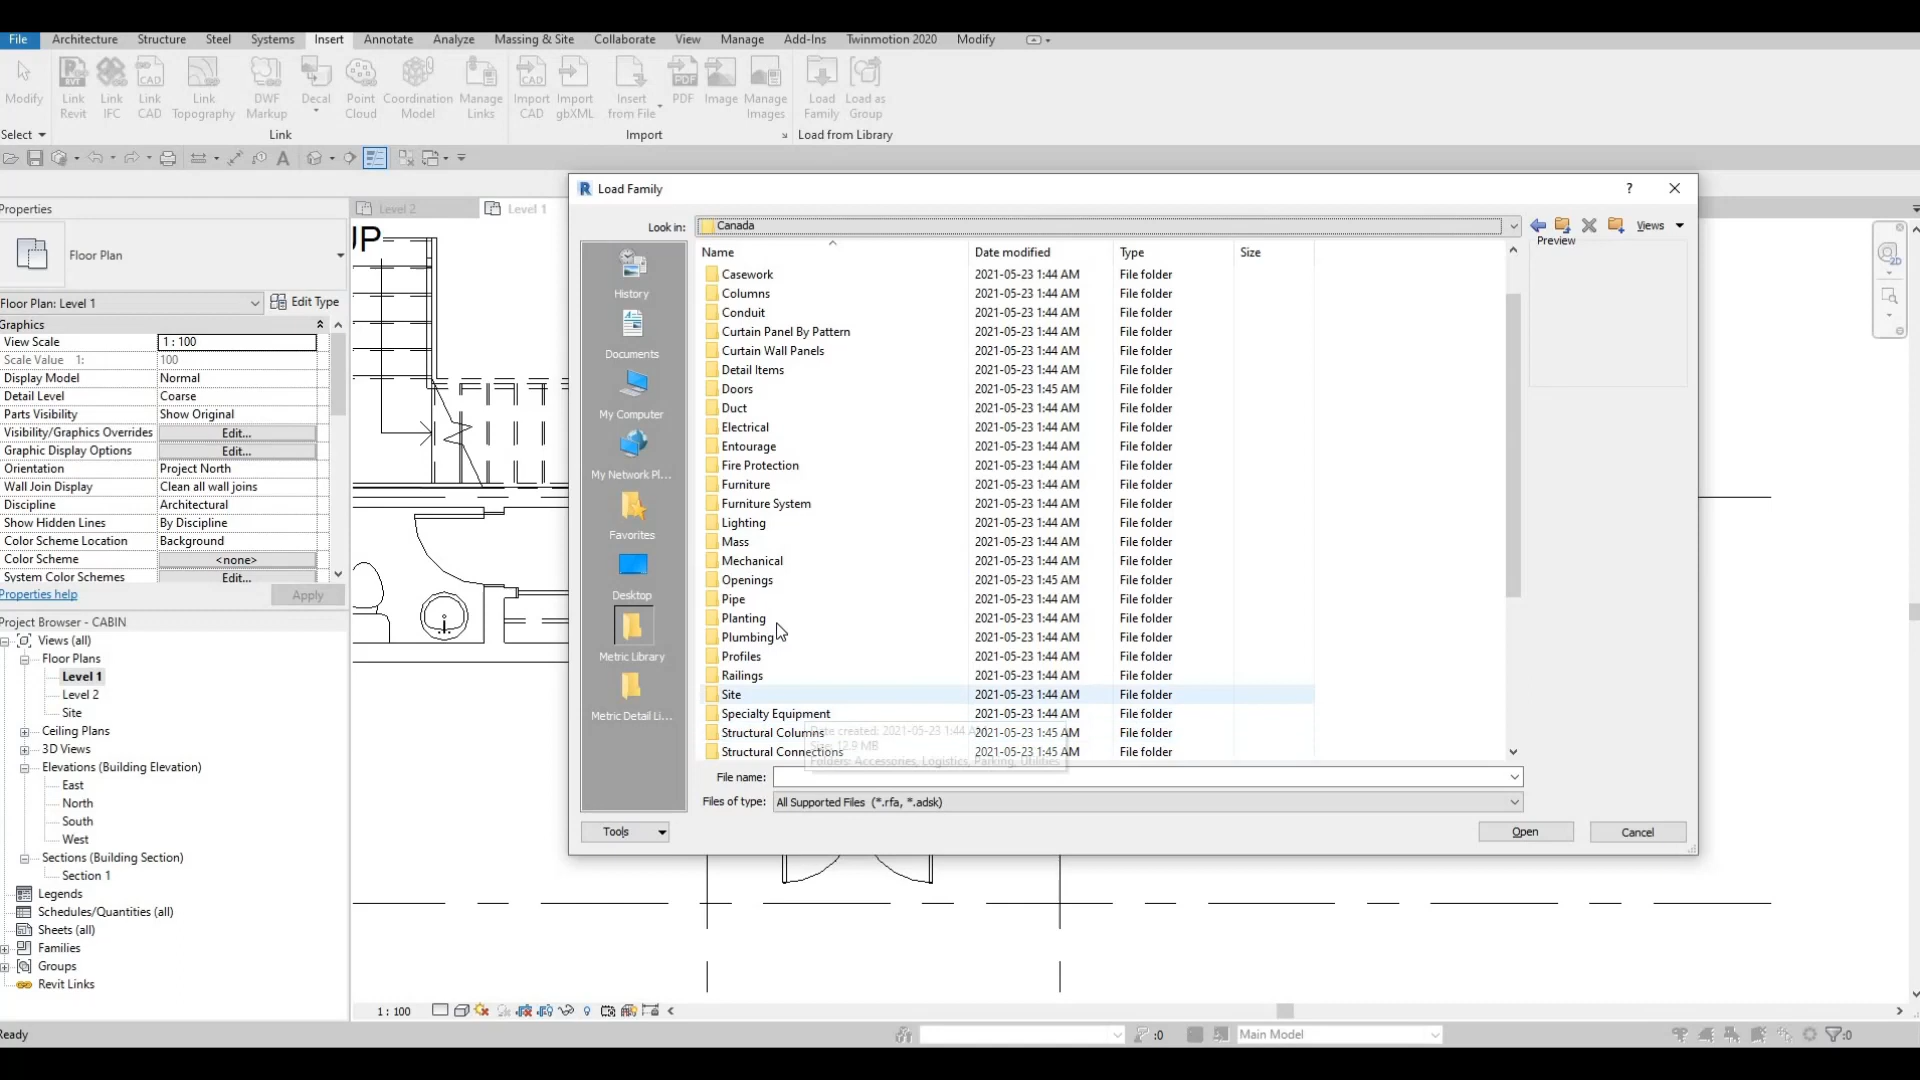 File Architecture Structure Steel Systems Insert Annotate Analyze Massing & Site Collaborate View Manage Add-Ins Twinmotion 2020 Modify
Modify Link Revit Link IFC Link CAD Link Topography DWF Markup Decal Point Cloud Coordination Model Manage Links Import CAD Import gbXML Insert from File PDF Image Manage Images Load Family Load as Group
Select Link Import Load from Library
Properties
Level 2
Level 1
UP
Floor Plan
Floor Plan: Level 1 Edit Type
Graphics
View Scale 1 : 100
Scale Value 1: 100
Display Model Normal
Detail Level Coarse
Parts Visibility Show Original
Visibility/Graphics Overrides Edit...
Graphic Display Options Edit...
Orientation Project North
Wall Join Display Clean all wall joins
Discipline Architectural
Show Hidden Lines By Discipline
Color Scheme Location Background
Color Scheme <none>
System Color Schemes Edit...
Properties help Apply
Project Browser - CABIN
Views (all)
Floor Plans
Level 1
Level 2
Site
Ceiling Plans
3D Views
Elevations (Building Elevation)
East
North
South
West
Sections (Building Section)
Section 1
Legends
Schedules/Quantities (all)
Sheets (all)
Families
Groups
Revit Links
Load Family ?
Look in: Canada Views
Preview
History
Documents
My Computer
My Network Pl...
Favorites
Desktop
Metric Library
Metric Detail Li...
Name Date modified Type Size
Casework 2021-05-23 1:44 AM File folder
Columns 2021-05-23 1:44 AM File folder
Conduit 2021-05-23 1:44 AM File folder
Curtain Panel By Pattern 2021-05-23 1:44 AM File folder
Curtain Wall Panels 2021-05-23 1:44 AM File folder
Detail Items 2021-05-23 1:44 AM File folder
Doors 2021-05-23 1:45 AM File folder
Duct 2021-05-23 1:44 AM File folder
Electrical 2021-05-23 1:44 AM File folder
Entourage 2021-05-23 1:44 AM File folder
Fire Protection 2021-05-23 1:44 AM File folder
Furniture 2021-05-23 1:44 AM File folder
Furniture System 2021-05-23 1:44 AM File folder
Lighting 2021-05-23 1:44 AM File folder
Mass 2021-05-23 1:44 AM File folder
Mechanical 2021-05-23 1:44 AM File folder
Openings 2021-05-23 1:45 AM File folder
Pipe 2021-05-23 1:44 AM File folder
Planting 2021-05-23 1:44 AM File folder
Plumbing 2021-05-23 1:44 AM File folder
Profiles 2021-05-23 1:44 AM File folder
Railings 2021-05-23 1:44 AM File folder
Site 2021-05-23 1:44 AM File folder
Specialty Equipment 2021-05-23 1:44 AM File folder
Structural Columns 2021-05-23 1:45 AM File folder
Structural Connections 2021-05-23 1:45 AM File folder
Date created: 2021-05-23 1:44 A
Size: 12.9 MB
Folders: Accessories, Logistics, Parking, Utilities
File name:
Files of type: All Supported Files (*.rfa, *.adsk)
Tools Open Cancel
2D
1 : 100
Ready :0 Main Model :0